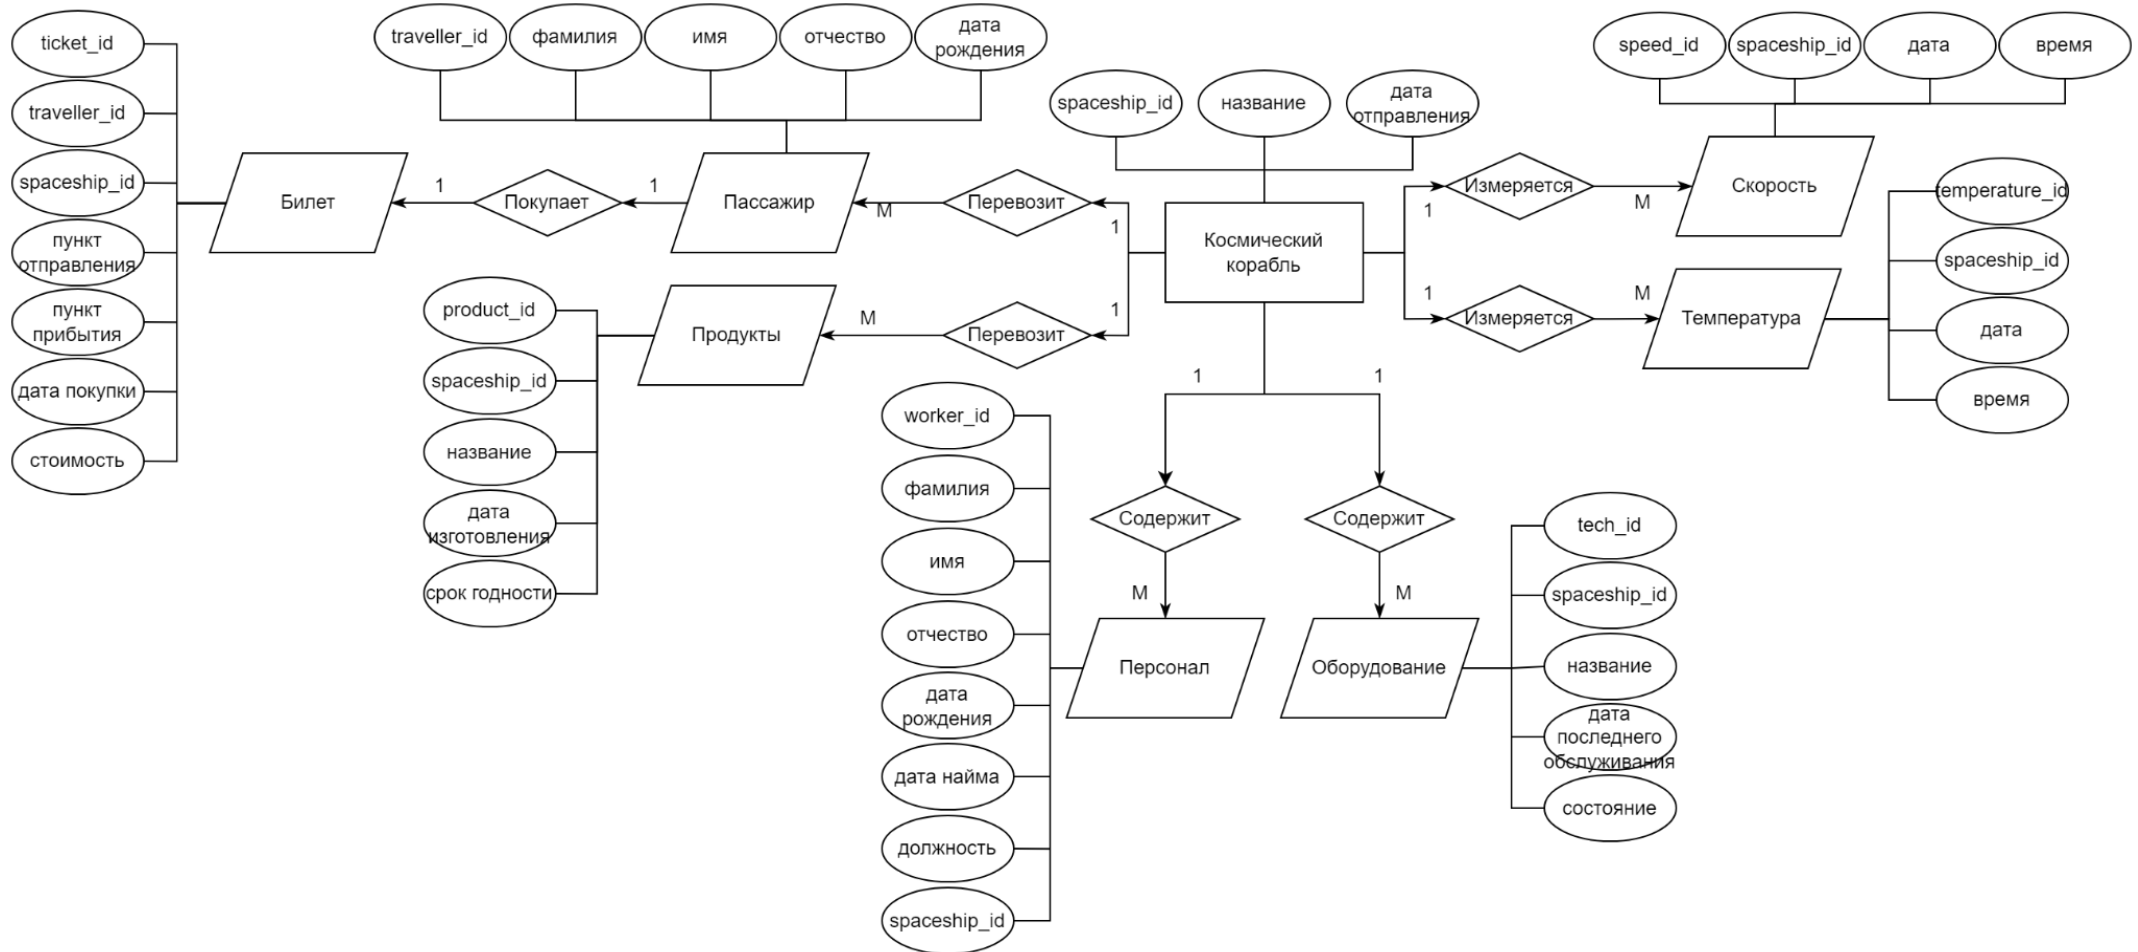 ticket_id
traveller_id
spaceship_id
пункт
отправления
пункт
прибытия
дата покупки
стоимость
Билет
1
Покупает
1
traveller_id
фамилия
имя
отчество
дата
рождения
Пассажир
М
Перевозит
1
product_id
spaceship_id
название
дата
изготовления
срок годности
Продукты
М
Перевозит
1
spaceship_id
название
дата
отправления
Космический
корабль
1
Измеряется
М
speed_id
spaceship_id
дата
время
Скорость
1
Измеряется
М
Температура
temperature_id
spaceship_id
дата
время
1
Содержит
М
worker_id
фамилия
имя
отчество
дата
рождения
дата найма
должность
spaceship_id
Персонал
1
Содержит
М
Оборудование
tech_id
spaceship_id
название
дата
последнего
обслуживания
состояние